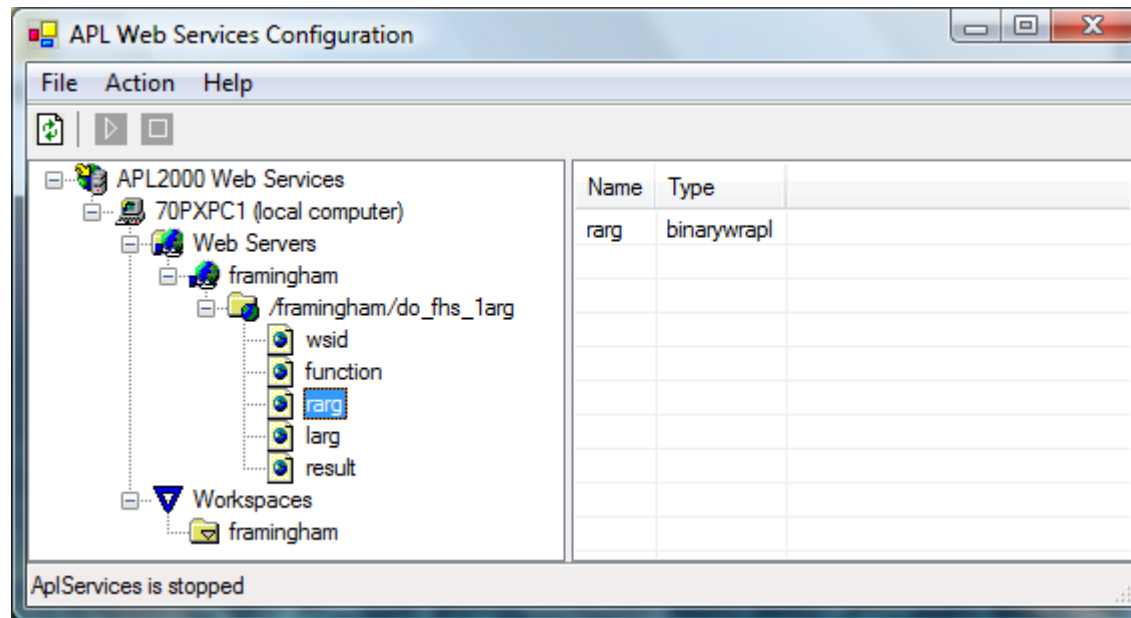 APL Web Services Configuration
File Action Help
APL2000 Web Services
70PXPC1 (local computer)
Web Servers
framingham
/framingham/do_fhs_1arg
wsid
function
rarg
larg
result
Workspaces
framingham
Name Type
rarg binarywrapl
AplServices is stopped